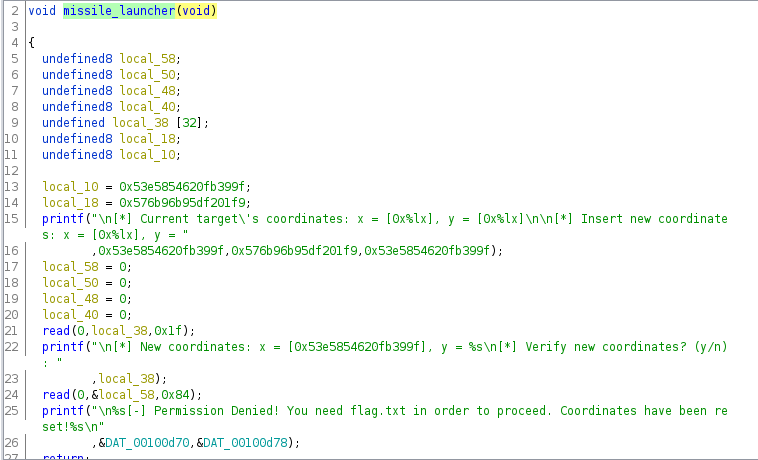 2 void missile_launcher(void)
3
4 {
5 undefined8 local_58;
6 undefined8 local_50;
7 undefined8 local_48;
8 undefined8 local_40;
9 undefined local_38 [32];
10 undefined8 local_18;
11 undefined8 local_10;
12
13 local_10 = 0x53e5854620fb399f;
14 local_18 = 0x576b96b95df201f9;
15 printf("\n[*] Current target\'s coordinates: x = [0x%lx], y = [0x%lx]\n\n[*] Insert new coordinate
s: x = [0x%lx], y = "
16 ,0x53e5854620fb399f,0x576b96b95df201f9,0x53e5854620fb399f);
17 local_58 = 0;
18 local_50 = 0;
19 local_48 = 0;
20 local_40 = 0;
21 read(0,local_38,0x1f);
22 printf("\n[*] New coordinates: x = [0x53e5854620fb399f], y = %s\n[*] Verify new coordinates? (y/n)
: "
23 ,local_38);
24 read(0,&local_58,0x84);
25 printf("\n%s[-] Permission Denied! You need flag.txt in order to proceed. Coordinates have been re
set!%s\n"
26 ,&DAT_00100d70,&DAT_00100d78);
27 return;